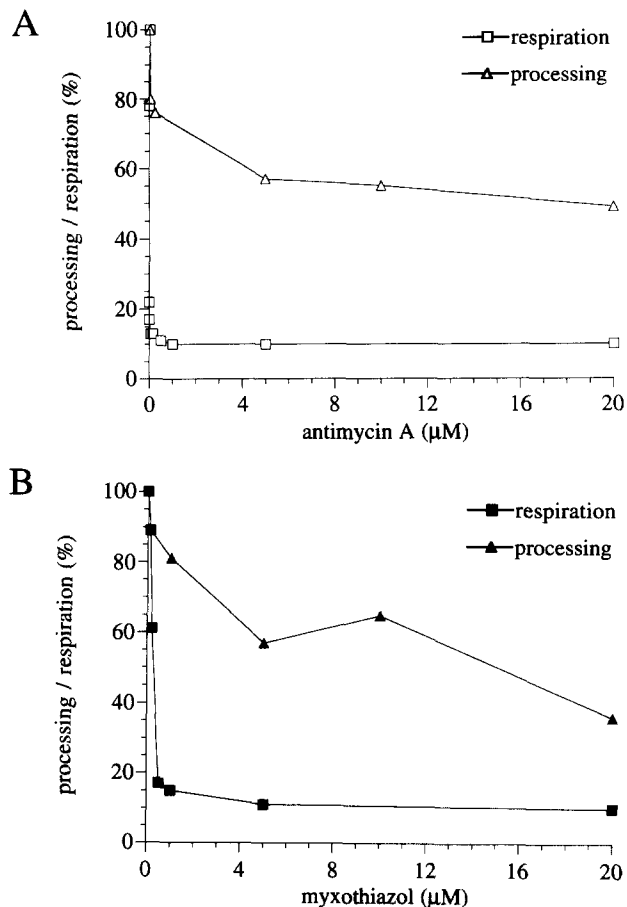 A
100
80
60
40
20
0
processing / respiration (%)
respiration
processing
0 4 8 12 16 20
antimycin A (µM)
B
100
80
60
40
20
0
processing / respiration (%)
respiration
processing
0 4 8 12 16 20
myxothiazol (µM)